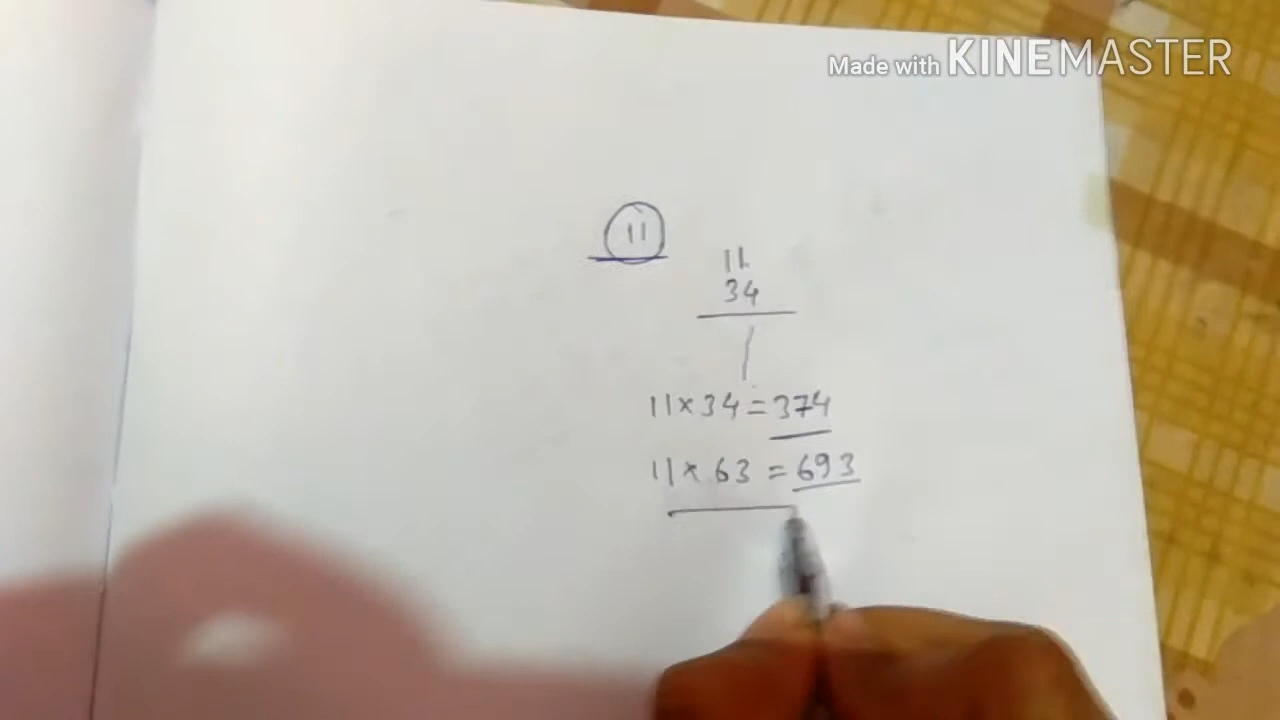 Made with KINEMASTER
11
11
34
11 × 34 = 374
11 × 63 = 693